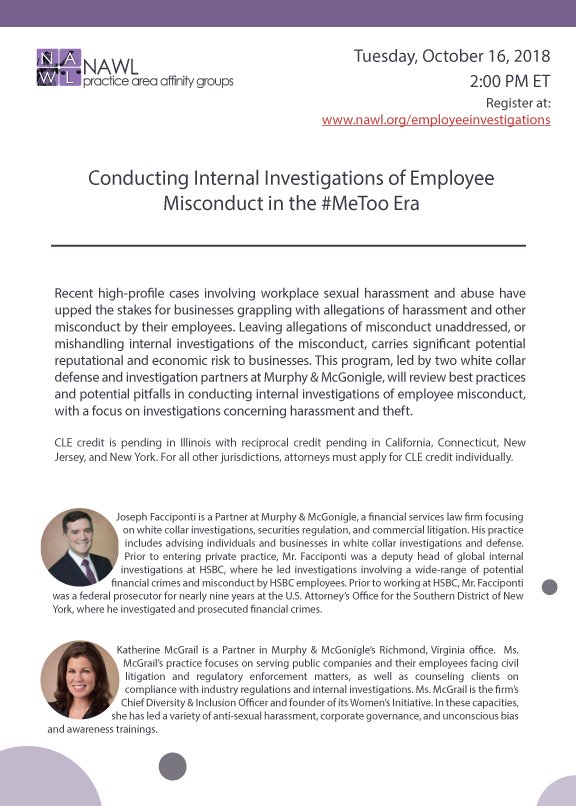 NA
WL
NAWL
practice area affinity groups
Tuesday, October 16, 2018
2:00 PM ET
Register at:
www.nawl.org/employeeinvestigations
Conducting Internal Investigations of Employee
Misconduct in the #MeToo Era
Recent high-profile cases involving workplace sexual harassment and abuse have
upped the stakes for businesses grappling with allegations of harassment and other
misconduct by their employees. Leaving allegations of misconduct unaddressed, or
mishandling internal investigations of the misconduct, carries significant potential
reputational and economic risk to businesses. This program, led by two white collar
defense and investigation partners at Murphy & McGonigle, will review best practices
and potential pitfalls in conducting internal investigations of employee misconduct,
with a focus on investigations concerning harassment and theft.
CLE credit is pending in Illinois with reciprocal credit pending in California, Connecticut, New
Jersey, and New York. For all other jurisdictions, attorneys must apply for CLE credit individually.
Joseph Facciponti is a Partner at Murphy & McGonigle, a financial services law firm focusing
on white collar investigations, securities regulation, and commercial litigation. His practice
includes advising individuals and businesses in white collar investigations and defense.
Prior to entering private practice, Mr. Facciponti was a deputy head of global internal
investigations at HSBC, where he led investigations involving a wide-range of potential
financial crimes and misconduct by HSBC employees. Prior to working at HSBC, Mr. Facciponti
was a federal prosecutor for nearly nine years at the U.S. Attorney's Office for the Southern District of New
York, where he investigated and prosecuted financial crimes.
Katherine McGrail is a Partner in Murphy & McGonigle's Richmond, Virginia office. Ms.
McGrail's practice focuses on serving public companies and their employees facing civil
litigation and regulatory enforcement matters, as well as counseling clients on
compliance with industry regulations and internal investigations. Ms. McGrail is the firm's
Chief Diversity & Inclusion Officer and founder of its Women's Initiative. In these capacities,
she has led a variety of anti-sexual harassment, corporate governance, and unconscious bias
and awareness trainings.